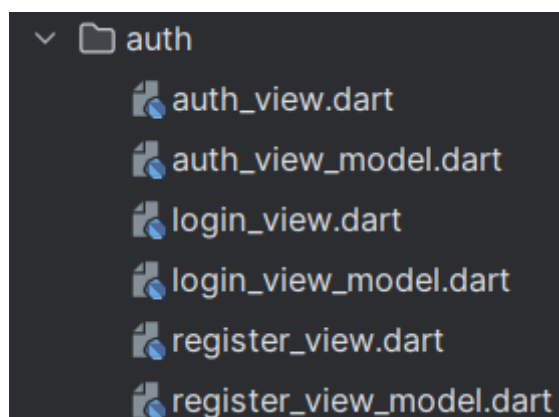 auth
auth_view.dart
auth_view_model.dart
login_view.dart
login_view_model.dart
register_view.dart
register_view_model.dart